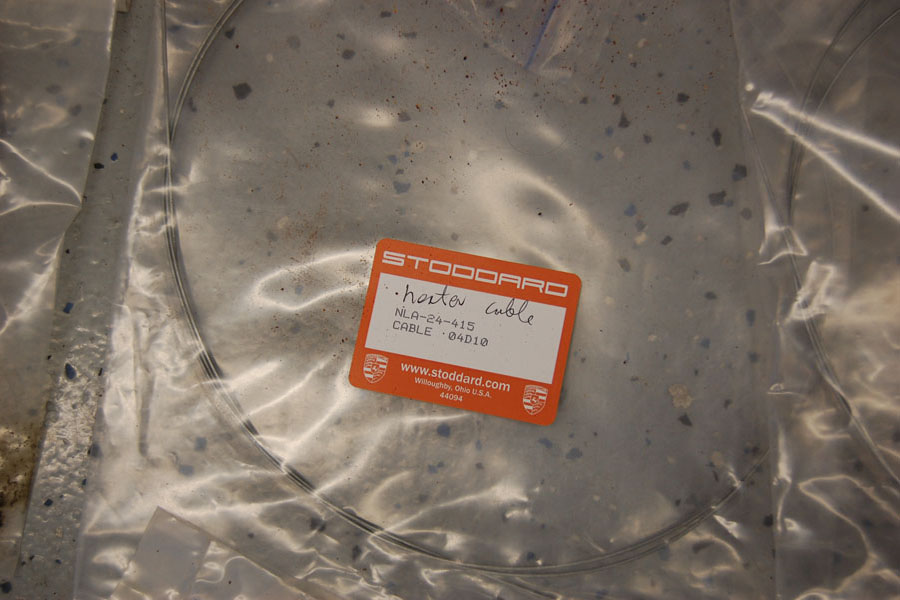 STODDARD
heater cable
NLA-24-415
CABLE 04D10
www.stoddard.com
Willoughby, Ohio U.S.A.
44094